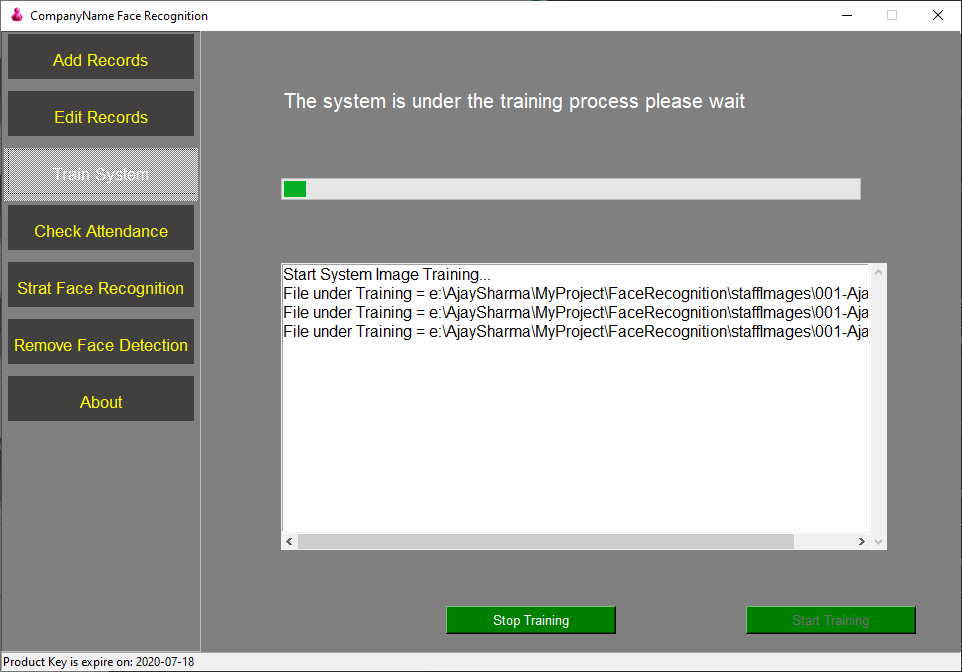 CompanyName Face Recognition
Add Records
Edit Records
Train System
Check Attendance
Strat Face Recognition
Remove Face Detection
About
The system is under the training process please wait
Start System Image Training...
File under Training = e:\AjaySharma\MyProject\FaceRecognition\staffImages\001-Aja
File under Training = e:\AjaySharma\MyProject\FaceRecognition\staffImages\001-Aja
File under Training = e:\AjaySharma\MyProject\FaceRecognition\staffImages\001-Aja
Stop Training
Start Training
Product Key is expire on: 2020-07-18